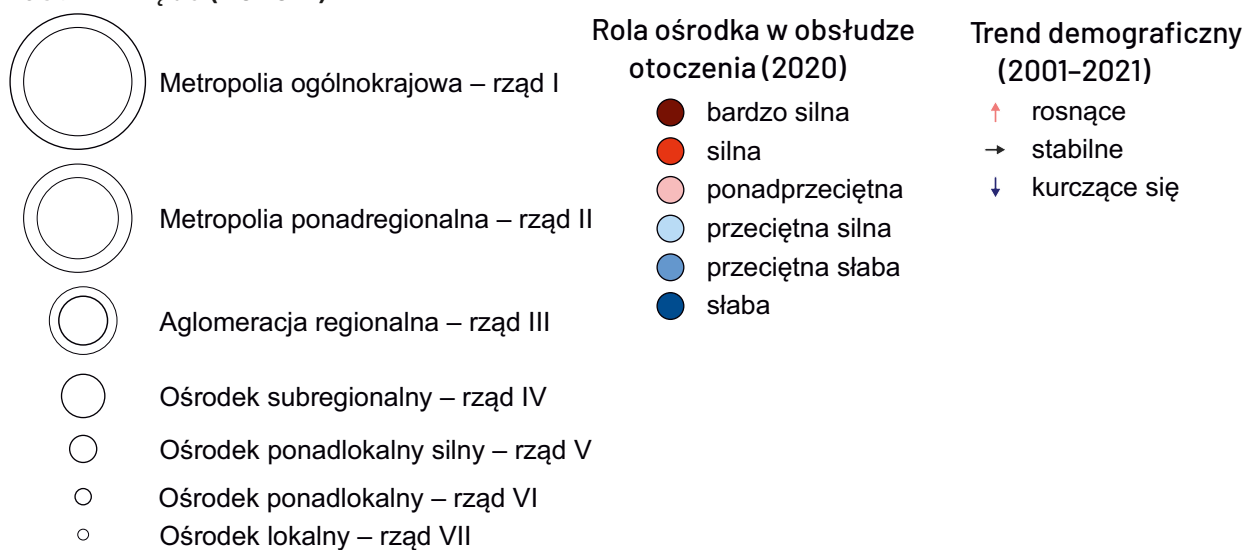 Metropolia ogólnokrajowa – rząd I
Metropolia ponadregionalna – rząd II
Aglomeracja regionalna – rząd III
Ośrodek subregionalny – rząd IV
Ośrodek ponadlokalny silny – rząd V
Ośrodek ponadlokalny – rząd VI
Ośrodek lokalny – rząd VII
Rola ośrodka w obsłudze
otoczenia (2020)
bardzo silna
silna
ponadprzeciętna
przeciętna silna
przeciętna słaba
słaba
Trend demograficzny
(2001–2021)
rosnące
stabilne
kurczące się